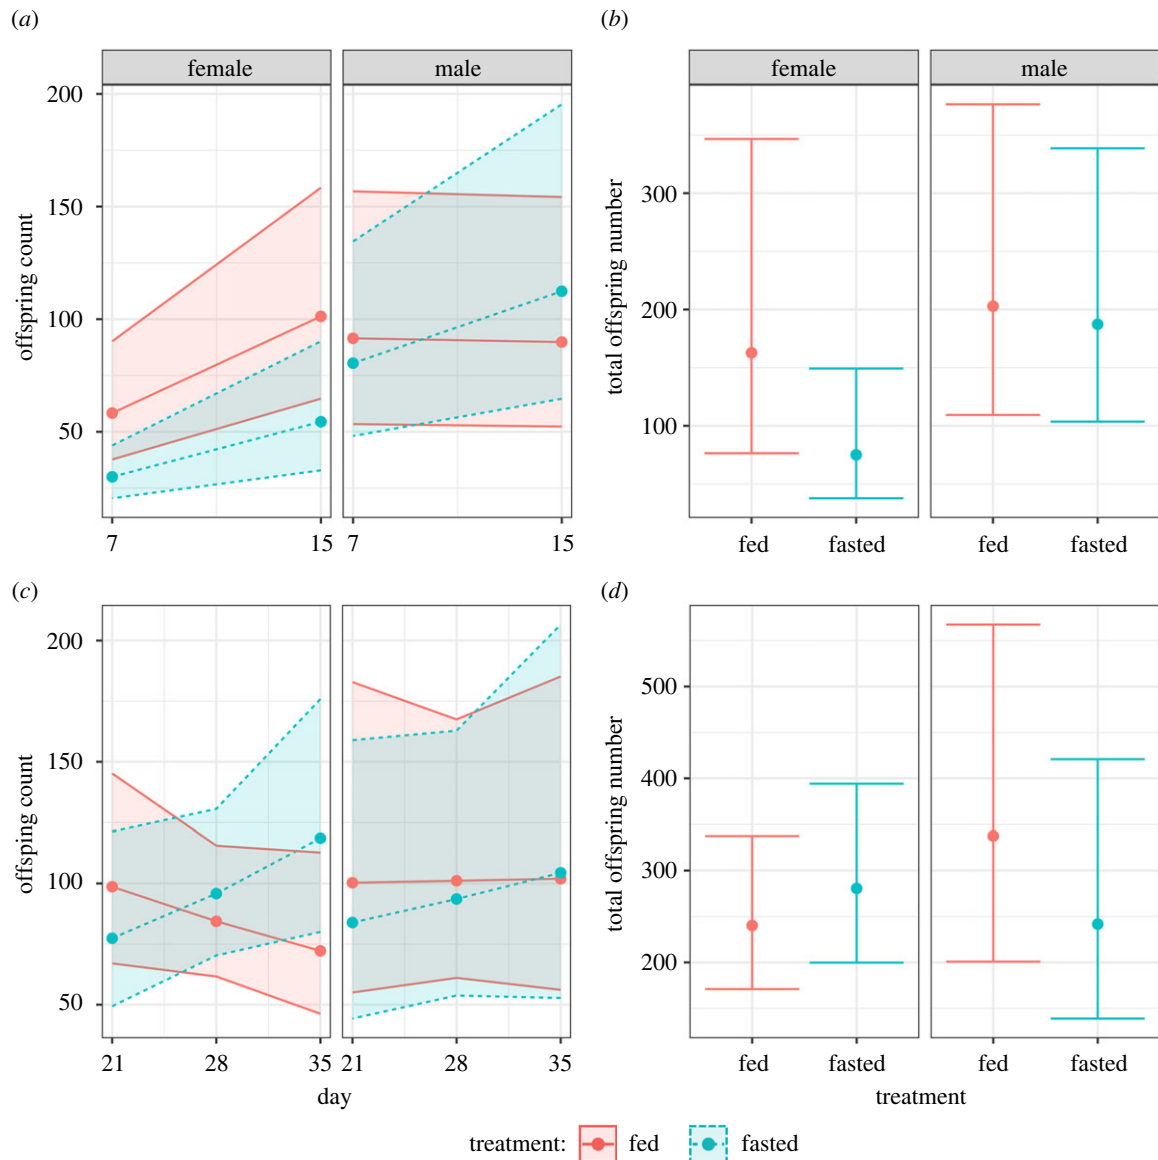 (a)
(b)
female
male
female
male
200
150
100
50
offspring count
7
15
7
15
300
200
100
total offspring number
fed
fasted
fed
fasted
(c)
(d)
200
150
100
50
offspring count
21
28
35
21
28
35
day
500
400
300
200
total offspring number
fed
fasted
fed
fasted
treatment
treatment: fed fasted